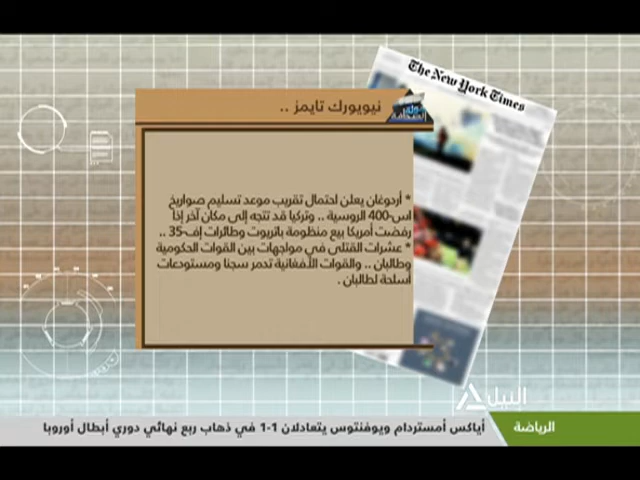 The New York Times
نيويورك تايمز ..
* أردوغان يعلن احتمال تقريب موعد تسليم صواريخ
اس-400 الروسية .. وتركيا قد تتجه إلى مكان آخر إذا
رفضت أمريكا بيع منظومة باتريوت وطائرات إف-35 ..
* عشرات القتلى في مواجهات بين القوات الحكومية
وطالبان .. والقوات الأفغانية تدمر سجنا ومستودعات
أسلحة لطالبان .
النيل
الرياضة
أياكس أمستردام ويوفنتوس يتعادلان 1-1 في ذهاب ربع نهائي دوري أبطال أوروبا